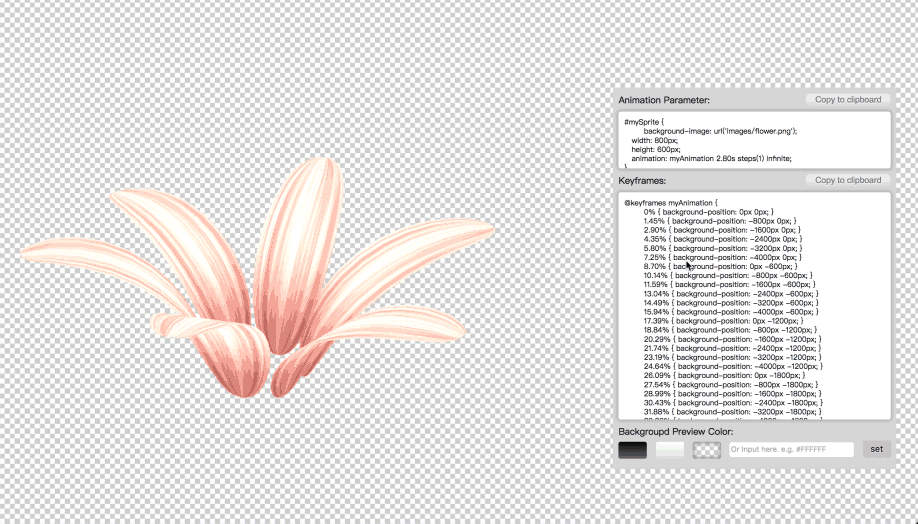 Animation Parameter:
Copy to clipboard
#mySprite {
background-image: url('images/flower.png');
width: 800px;
height: 600px;
animation: myAnimation 2.80s steps(1) infinite;
}
Keyframes:
Copy to clipboard
@keyframes myAnimation {
0% { background-position: 0px 0px; }
1.45% { background-position: -800px 0px; }
2.90% { background-position: -1600px 0px; }
4.35% { background-position: -2400px 0px; }
5.80% { background-position: -3200px 0px; }
7.25% { background-position: -4000px 0px; }
8.70% { background-position: 0px -600px; }
10.14% { background-position: -800px -600px; }
11.59% { background-position: -1600px -600px; }
13.04% { background-position: -2400px -600px; }
14.49% { background-position: -3200px -600px; }
15.94% { background-position: -4000px -600px; }
17.39% { background-position: 0px -1200px; }
18.84% { background-position: -800px -1200px; }
20.29% { background-position: -1600px -1200px; }
21.74% { background-position: -2400px -1200px; }
23.19% { background-position: -3200px -1200px; }
24.64% { background-position: -4000px -1200px; }
26.09% { background-position: 0px -1800px; }
27.54% { background-position: -800px -1800px; }
28.99% { background-position: -1600px -1800px; }
30.43% { background-position: -2400px -1800px; }
31.88% { background-position: -3200px -1800px; }
Backgroupd Preview Color:
Or input here. e.g. #FFFFFF
set